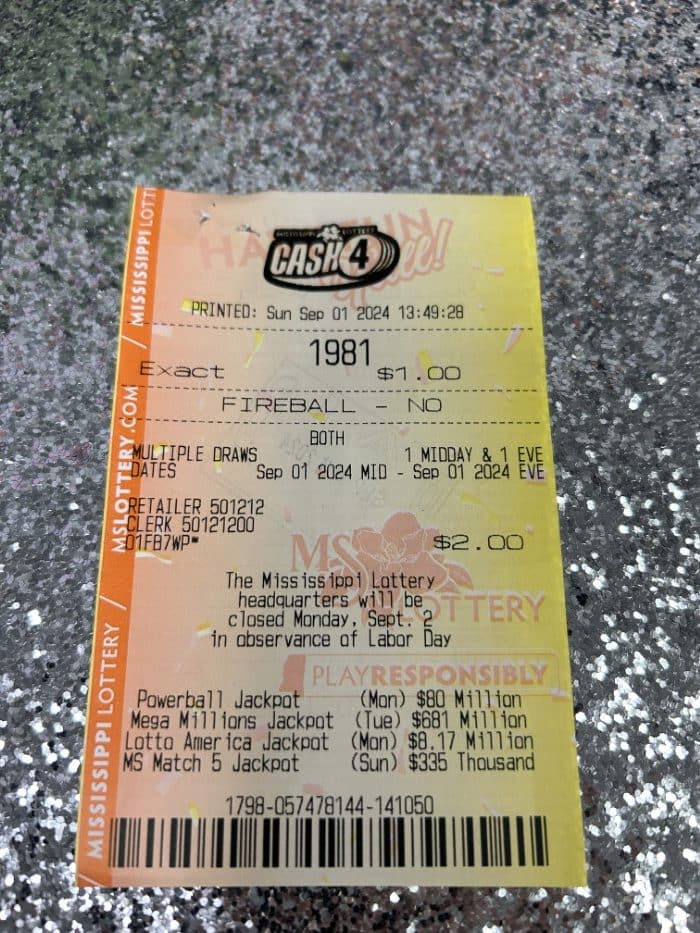 MISSISSIPPI LOTTERY
CASH 4
PRINTED: Sun Sep 01 2024 13:49:28
1981
Exact $1.00
FIREBALL - NO
BOTH
MULTIPLE DRAWS 1 MIDDAY & 1 EVE
DATES Sep 01 2024 MID - Sep 01 2024 EVE
RETAILER 501212
CLERK 50121200
01FB7WP* $2.00
MS LOTTERY
The Mississippi Lottery
headquarters will be
closed Monday, Sept. 2
in observance of Labor Day
PLAYRESPONSIBLY
Powerball Jackpot (Mon) $80 Million
Mega Millions Jackpot (Tue) $681 Million
Lotto America Jackpot (Mon) $8.17 Million
MS Match 5 Jackpot (Sun) $335 Thousand
1798-057478144-141050
MISSISSIPPI LOTTERY / MSLOTTERY.COM / MISSISSIPPI LOTT